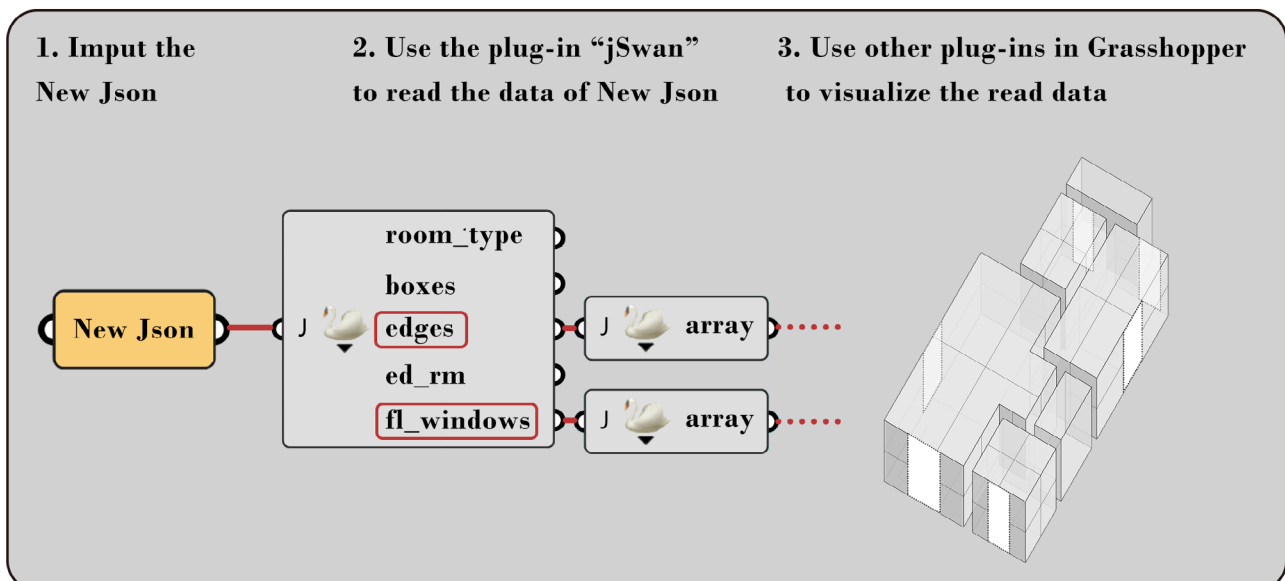 1. Imput the
New Json
2. Use the plug-in “jSwan”
to read the data of New Json
3. Use other plug-ins in Grasshopper
to visualize the read data
New Json
J
room_type
boxes
edges
ed_rm
fl_windows
J array
J array